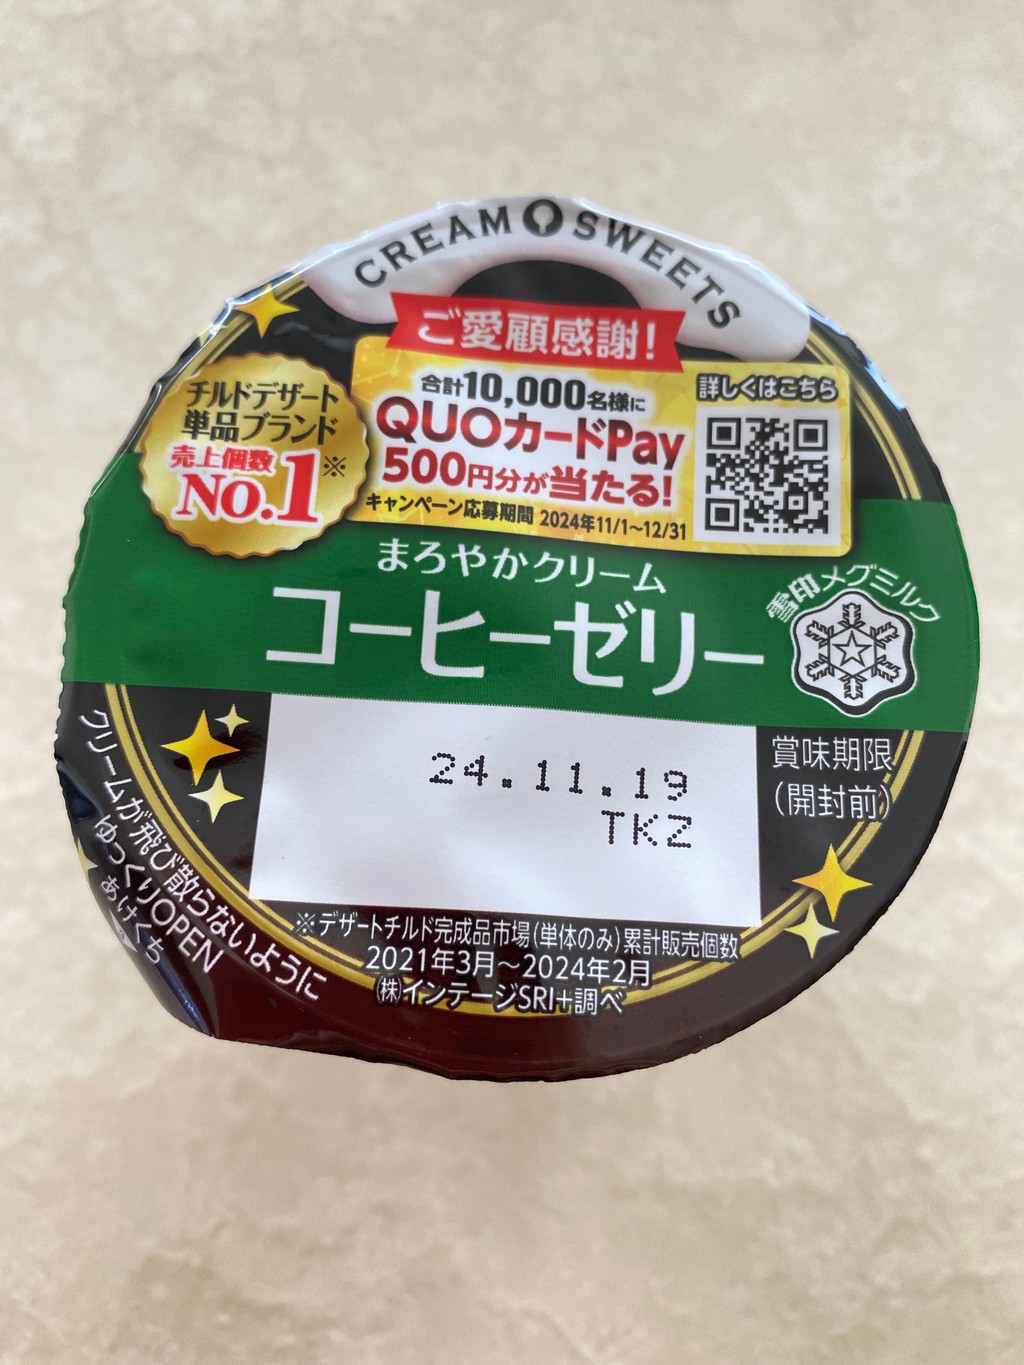 CREAM SWEETS
ご愛顧感謝!
チルドデザート
単品ブランド
売上個数
No.1※
合計10,000名様に
QUOカードPay
500円分が当たる!
キャンペーン応募期間 2024年11/1~12/31
詳しくはこちら
まろやかクリーム
コーヒーゼリー
雪印メグミルク
24.11.19
TKZ
賞味期限
(開封前)
クリームが飛び散らないように
ゆっくりOPEN
あけくち
※デザートチルド完成品市場(単体のみ)累計販売個数
2021年3月~2024年2月
㈱インテージSRI+調べ